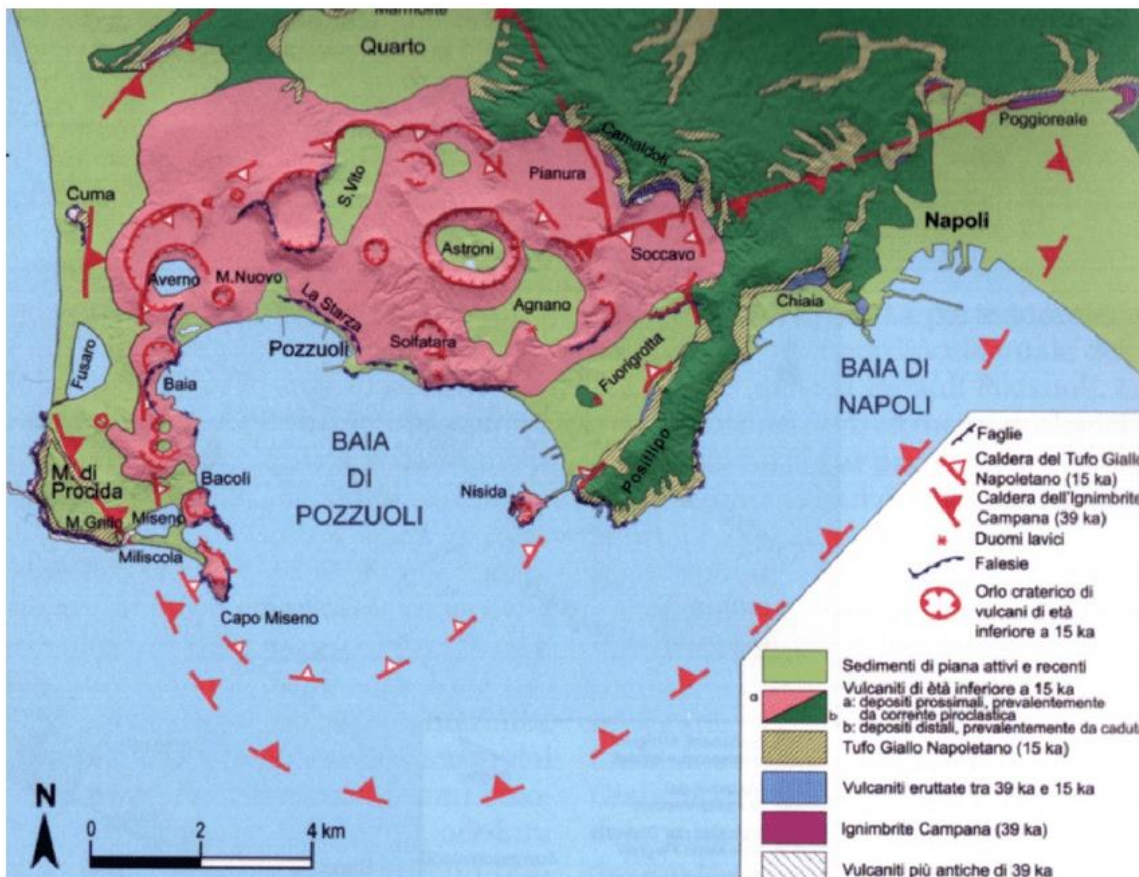 Marmolite
Quarto
Camaldoli
Poggioreale
Pianura
S.Vito
Cuma
Napoli
Astroni
Soccavo
Averno
M.Nuovo
Agnano
Chiaia
La Starza
Solfatara
Pozzuoli
Fusaro
Fuorigrotta
Baia
BAIA DI
NAPOLI
BAIA
DI
POZZUOLI
Posillipo
M. di
Procida
Bacoli
Nisida
M.Grillo
Miseno
Miliscola
Capo Miseno
Faglie
Caldera del Tufo Giallo
Napoletano (15 ka)
Caldera dell'Ignimbrite
Campana (39 ka)
Duomi lavici
Falesie
Orlo craterico di
vulcani di età
inferiore a 15 ka
Sedimenti di piana attivi e recenti
Vulcaniti di età inferiore a 15 ka
a
a: depositi prossimali, prevalentemente
da corrente piroclastica
b
b: depositi distali, prevalentemente da caduta
Tufo Giallo Napoletano (15 ka)
Vulcaniti eruttate tra 39 ka e 15 ka
Ignimbrite Campana (39 ka)
Vulcaniti più antiche di 39 ka
N
0 2 4 km